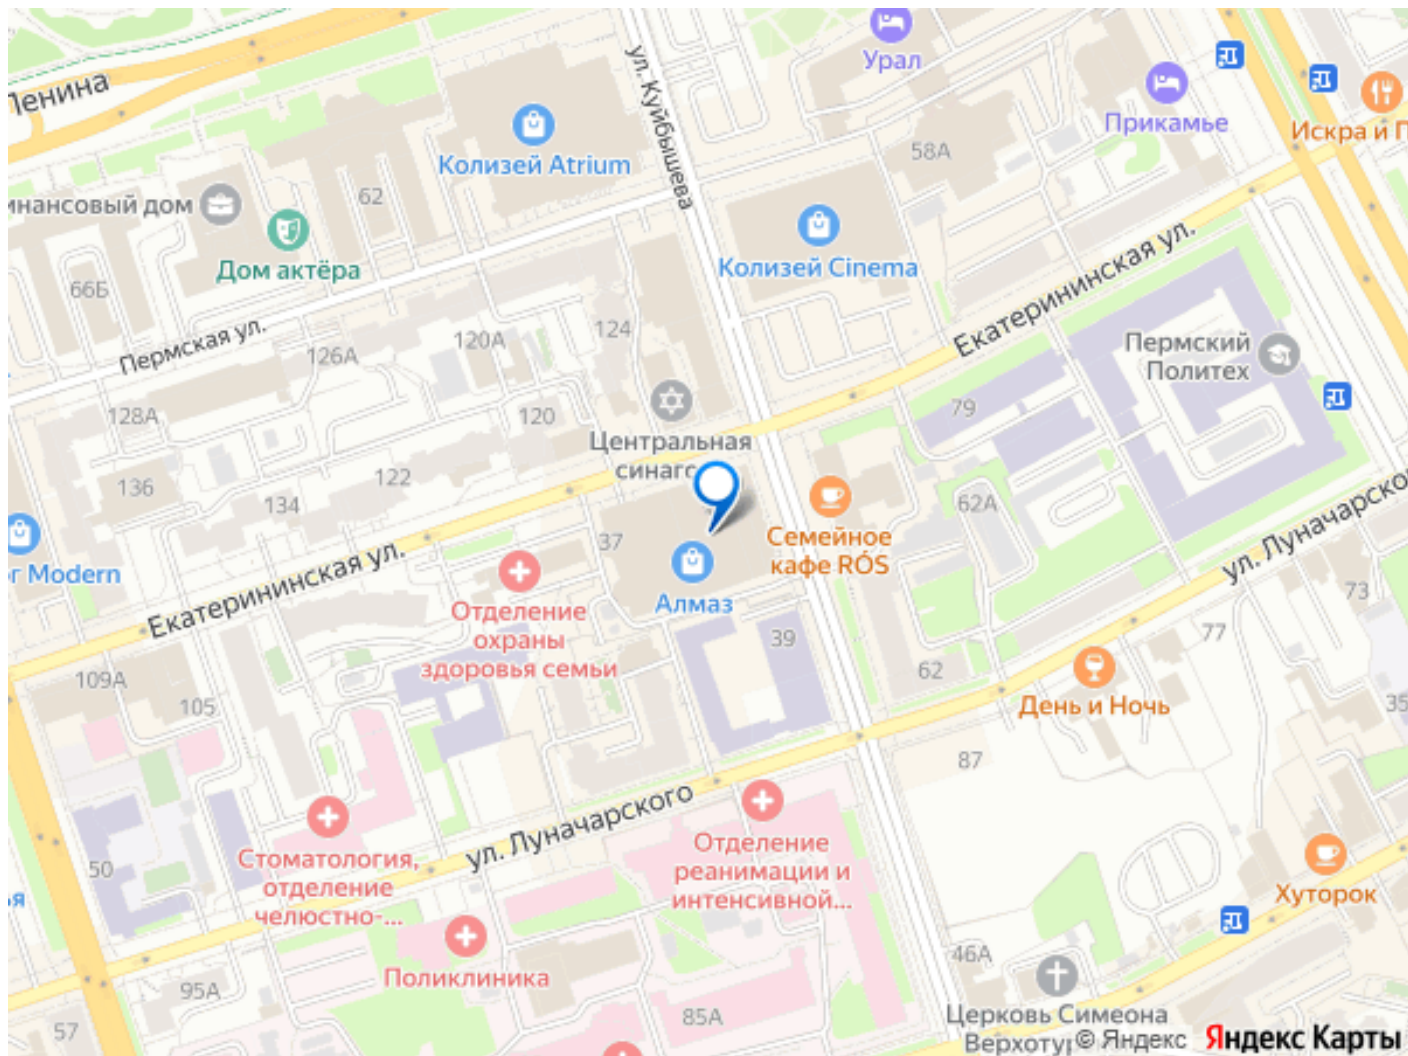 Ленина
ул. Куйбышева
Урал
Прикамье
Искра и П
Колизей Atrium
58А
62
инансовый дом
Дом актёра
Колизей Cinema
66Б
Екатерининская ул.
Пермская ул.
124
120А
126А
Пермский
Политех
128А
120
79
Центральная
синаго
122
136
134
62А
ул. Луначарско
Семейное
кафе RÓS
37
ог Modern
Екатерининская ул.
Алмаз
Отделение
охраны
здоровья семьи
73
77
39
62
109А
105
День и Ночь
35
87
ул. Луначарского
Отделение
реанимации и
интенсивной...
Стоматология,
отделение
челюстно-...
50
я
Хуторок
Поликлиника
46А
95А
85А
57
Церковь Симеона
Верхотур
© Яндекс
Яндекс Карты